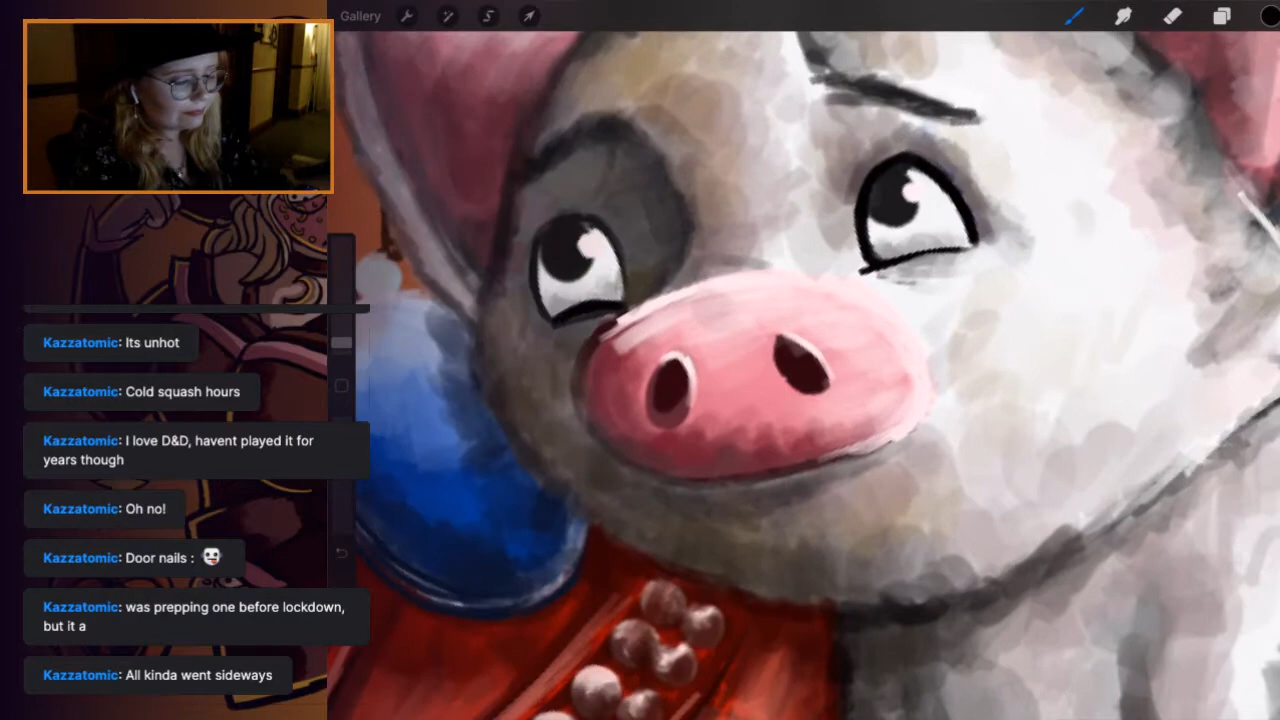 Gallery
Kazzatomic: Its unhot
Kazzatomic: Cold squash hours
Kazzatomic: I love D&D, havent played it for
years though
Kazzatomic: Oh no!
Kazzatomic: Door nails :
Kazzatomic: was prepping one before lockdown,
but it a
Kazzatomic: All kinda went sideways